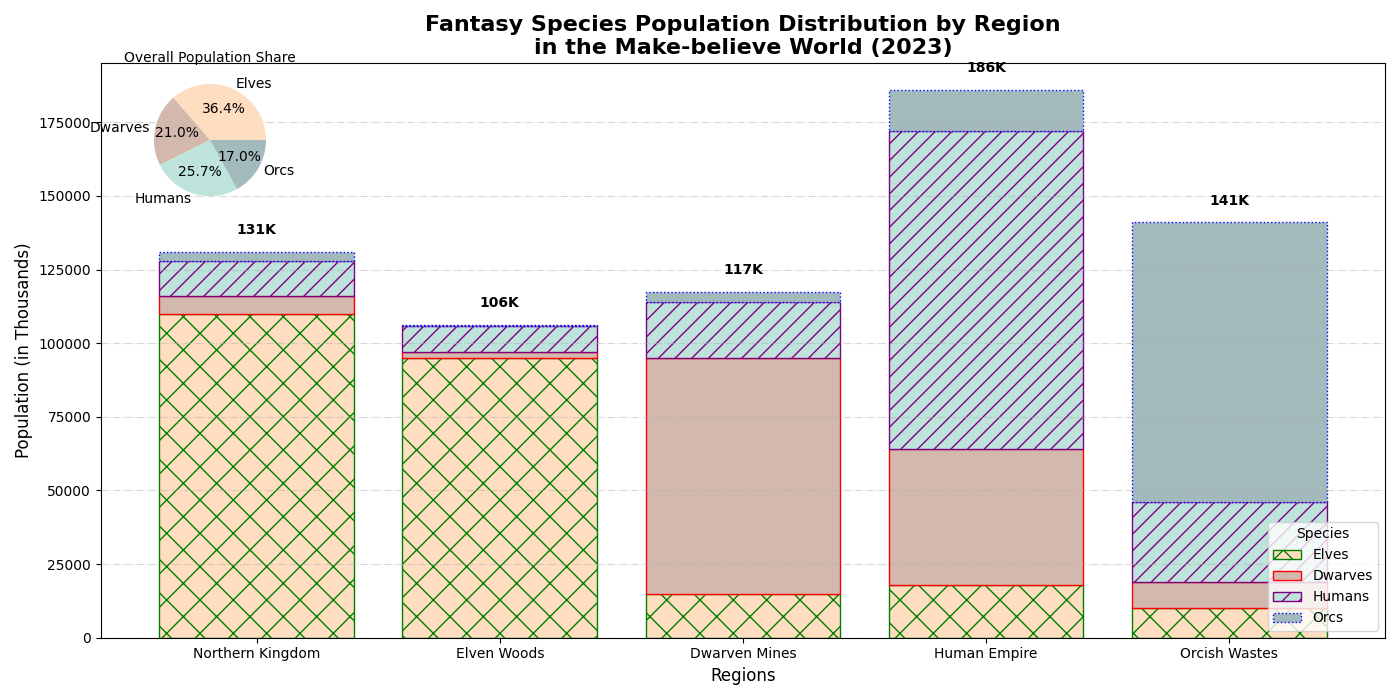 Fantasy Species Population Distribution by Region
in the Make-believe World (2023)
Overall Population Share
Elves
36.4%
Dwarves
21.0%
Humans
25.7%
Orcs
17.0%
Population (in Thousands)
175000
150000
125000
100000
75000
50000
25000
0
131K
106K
117K
186K
141K
Northern Kingdom
Elven Woods
Dwarven Mines
Human Empire
Orcish Wastes
Regions
Species
Elves
Dwarves
Humans
Orcs